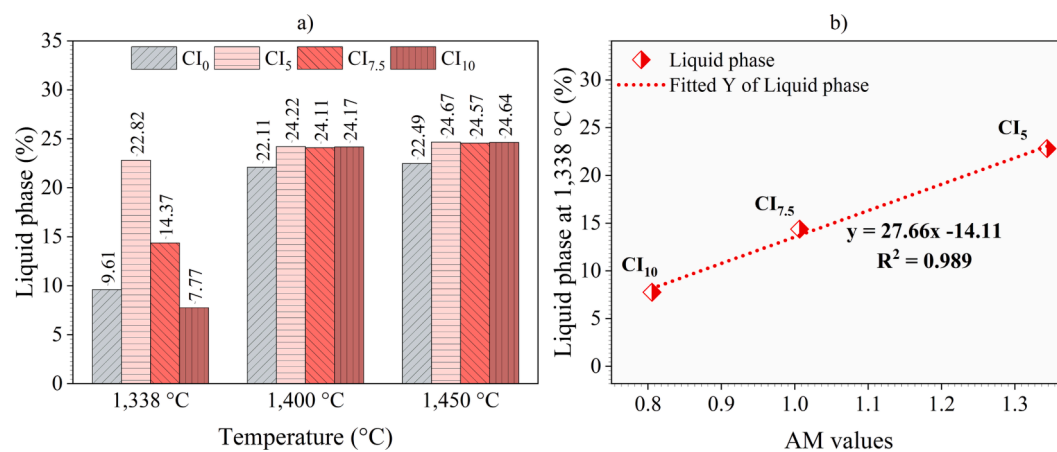 a)
CI0 CI5 CI7.5 CI10
Liquid phase (%)
35
30
25
20
15
10
5
0
9.61
22.82
14.37
7.77
22.11
24.22
24.11
24.17
22.49
24.67
24.57
24.64
1,338 °C 1,400 °C 1,450 °C
Temperature (°C)
b)
Liquid phase
Fitted Y of Liquid phase
Liquid phase at 1,338 °C (%)
30
25
20
15
10
5
0
CI5
CI7.5
CI10
y = 27.66x -14.11
R2 = 0.989
0.8 0.9 1.0 1.1 1.2 1.3
AM values